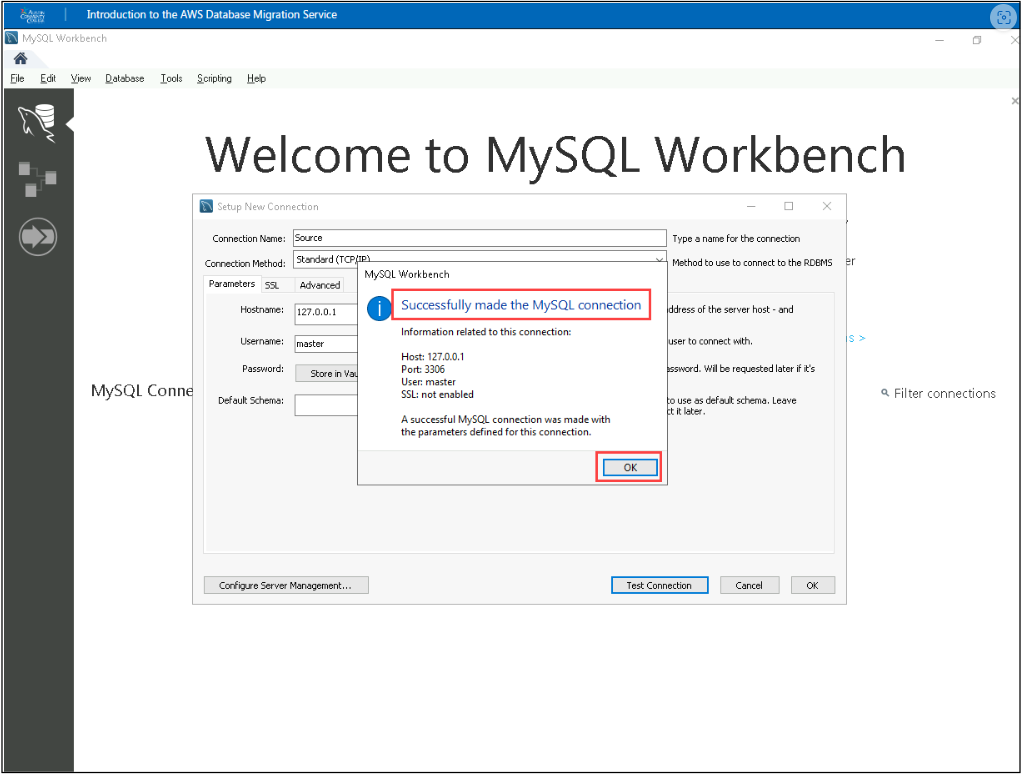 AUSTIN
COMMUNITY
COLLEGE
Introduction to the AWS Database Migration Service
MySQL Workbench
File Edit View Database Tools Scripting Help
Welcome to MySQL Workbench
Setup New Connection
Connection Name: Source Type a name for the connection
Connection Method: Standard (TCP/IP) Method to use to connect to the RDBMS
Parameters SSL Advanced
Hostname: 127.0.0.1 address of the server host - and
Username: master user to connect with.
Password: Store in Vau assword. Will be requested later if it's
Default Schema: to use as default schema. Leave
ct it later.
MySQL Workbench
Successfully made the MySQL connection
Information related to this connection:
Host: 127.0.0.1
Port: 3306
User: master
SSL: not enabled
A successful MySQL connection was made with
the parameters defined for this connection.
OK
Configure Server Management... Test Connection Cancel OK
er
s >
MySQL Conne
Filter connections